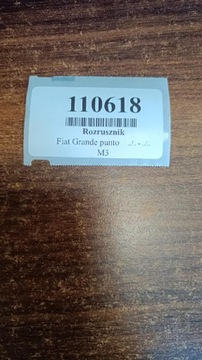 110618
Rozrusznik
Fiat Grande punto ../. - ./..
M3